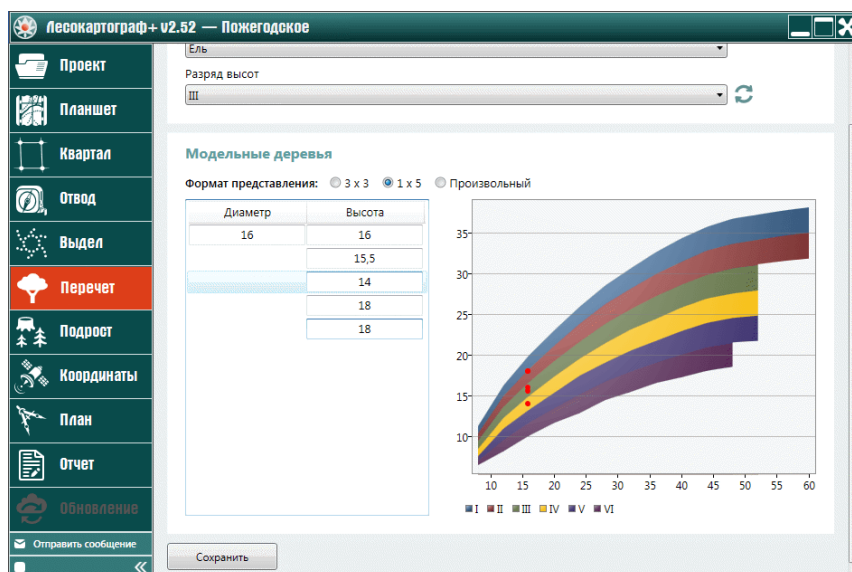 Лесокартограф+ v2.52 — Пожегодское
Проект
Планшет
Квартал
Отвод
Выдел
Перечет
Подрост
Координаты
План
Отчет
Обновление
Отправить сообщение
Ель
Разряд высот
III
Модельные деревья
Формат представления: 3 x 3 1 x 5 Произвольный
Диаметр Высота
16 16
15,5
14
18
18
35
30
25
20
15
10
10 15 20 25 30 35 40 45 50 55 60
I II III IV V VI
Сохранить